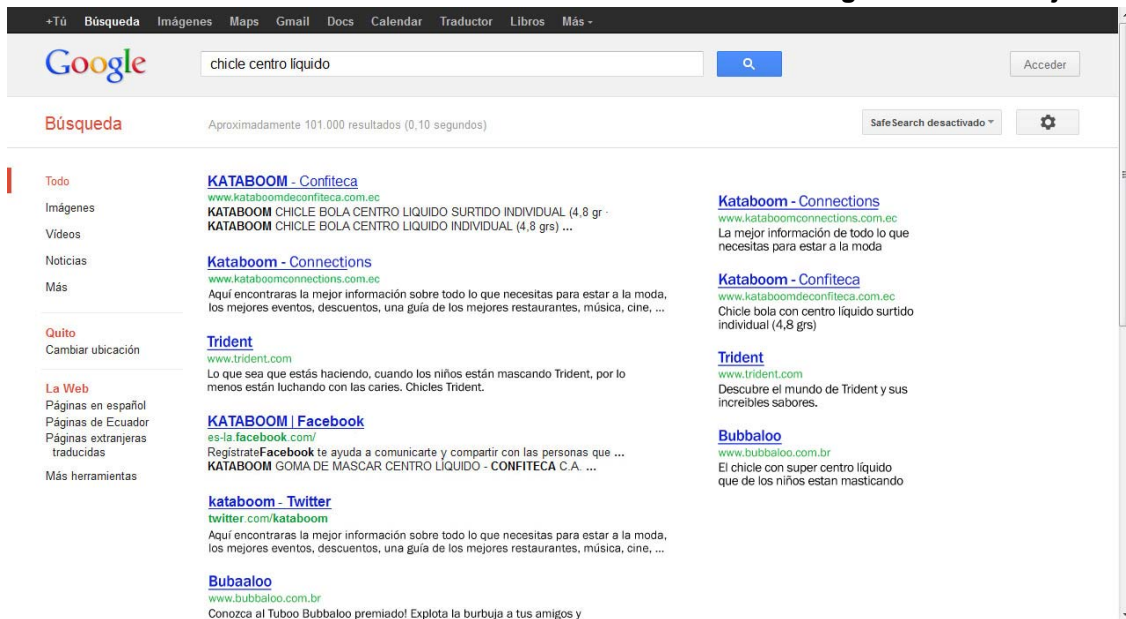 +Tú Búsqueda Imágenes Maps Gmail Docs Calendar Traductor Libros Más
Google
chicle centro líquido
Acceder
Búsqueda
Aproximadamente 101.000 resultados (0,10 segundos)
SafeSearch desactivado
Todo
Imágenes
Vídeos
Noticias
Más
Quito
Cambiar ubicación
La Web
Páginas en español
Páginas de Ecuador
Páginas extranjeras
traducidas
Más herramientas
KATABOOM - Confiteca
www.kataboomdeconfiteca.com.ec
KATABOOM CHICLE BOLA CENTRO LIQUIDO SURTIDO INDIVIDUAL (4,8 gr ·
KATABOOM CHICLE BOLA CENTRO LIQUIDO INDIVIDUAL (4,8 grs) ...
Kataboom - Connections
www.kataboomconnections.com.ec
Aquí encontraras la mejor información sobre todo lo que necesitas para estar a la moda,
los mejores eventos, descuentos, una guía de los mejores restaurantes, música, cine, ...
Trident
www.trident.com
Lo que sea que estás haciendo, cuando los niños están mascando Trident, por lo
menos están luchando con las caries. Chicles Trident.
KATABOOM | Facebook
es-la.facebook.com/
RegístrateFacebook te ayuda a comunicarte y compartir con las personas que ...
KATABOOM GOMA DE MASCAR CENTRO LÍQUIDO - CONFITECA C.A. ...
kataboom - Twitter
twitter.com/kataboom
Aquí encontraras la mejor información sobre todo lo que necesitas para estar a la moda,
los mejores eventos, descuentos, una guía de los mejores restaurantes, música, cine, ...
Bubaaloo
www.bubbaloo.com.br
Conozca al Tuboo Bubbaloo premiado! Explota la burbuja a tus amigos y
Kataboom - Connections
www.kataboomconnections.com.ec
La mejor información de todo lo que
necesitas para estar a la moda
Kataboom - Confiteca
www.kataboomdeconfiteca.com.ec
Chicle bola con centro líquido surtido
individual (4,8 grs)
Trident
www.trident.com
Descubre el mundo de Trident y sus
increibles sabores.
Bubbaloo
www.bubbaloo.com.br
El chicle con super centro líquido
que de los niños estan masticando